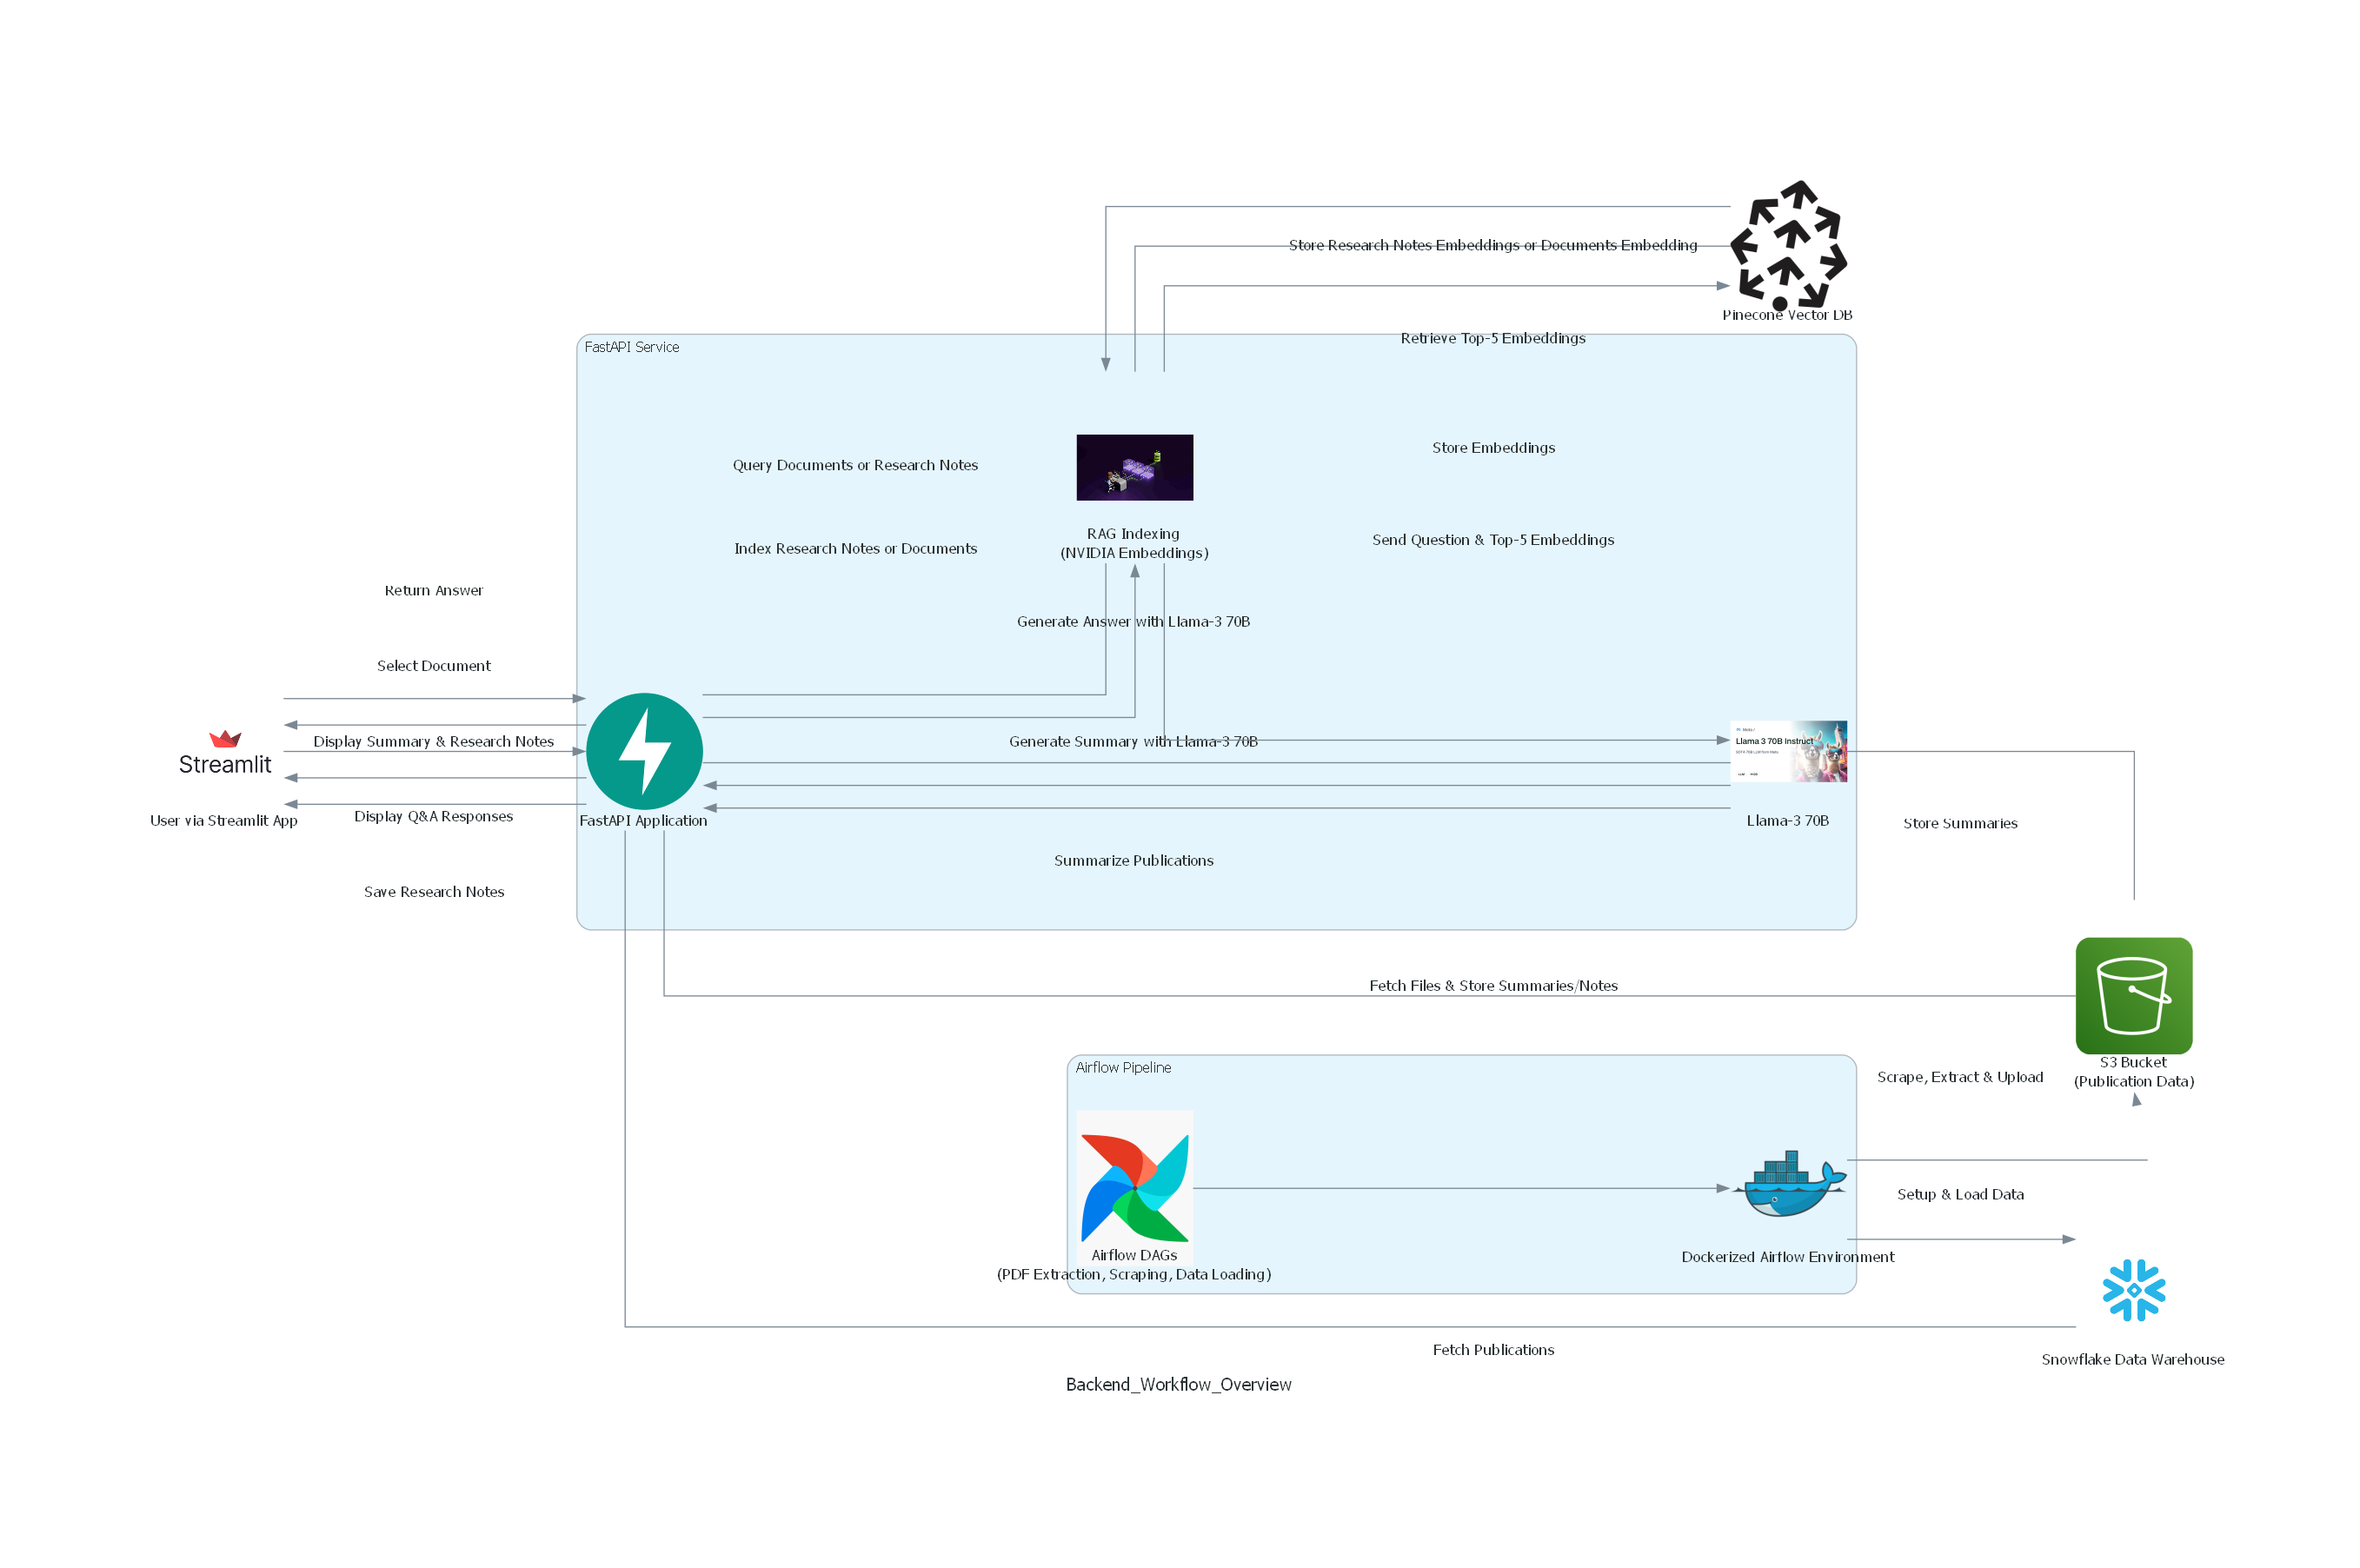 Store Research Notes Embeddings or Documents Embedding
Pinecone Vector DB
Retrieve Top-5 Embeddings
FastAPI Service
Store Embeddings
Query Documents or Research Notes
RAG Indexing
(NVIDIA Embeddings)
Send Question & Top-5 Embeddings
Index Research Notes or Documents
Return Answer
Generate Answer with Llama-3 70B
Select Document
Display Summary & Research Notes
Generate Summary with Llama-3 70B
Llama 3 70B Instruct
Streamlit
User via Streamlit App
Display Q&A Responses
FastAPI Application
Llama-3 70B
Store Summaries
Summarize Publications
Save Research Notes
Fetch Files & Store Summaries/Notes
S3 Bucket
(Publication Data)
Airflow Pipeline
Scrape, Extract & Upload
Setup & Load Data
Airflow DAGs
(PDF Extraction, Scraping, Data Loading)
Dockerized Airflow Environment
Fetch Publications
Snowflake Data Warehouse
Backend_Workflow_Overview